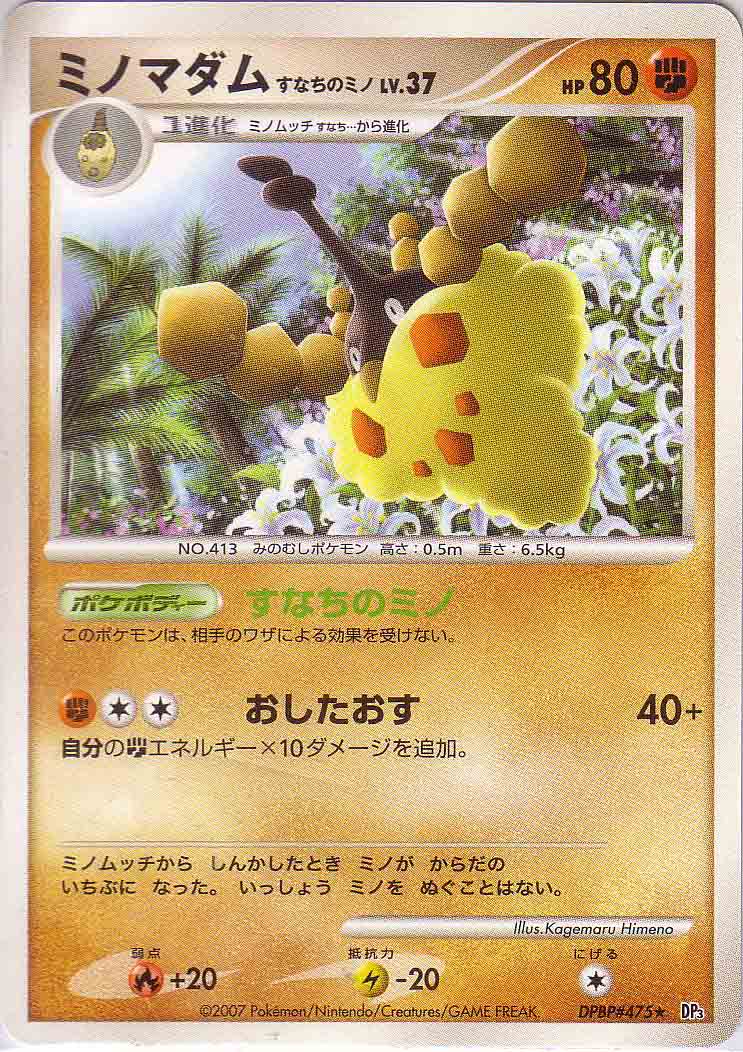 ミノマダム すなちのミノ LV.37 HP 80
1進化 ミノムッチ すなち…から進化
NO.413 みのむしポケモン 高さ:0.5m 重さ:6.5kg
ポケボディー すなちのミノ
このポケモンは、相手のワザによる効果を受けない。
おしたおす 40+
自分のエネルギー×10ダメージを追加。
ミノムッチから しんかしたとき ミノが からだの
いちぶに なった。 いっしょう ミノを ぬぐことはない。
Illus.Kagemaru Himeno
弱点 抵抗力 にげる
+20 -20
©2007 Pokémon/Nintendo/Creatures/GAME FREAK. DPBP#475★ DP3